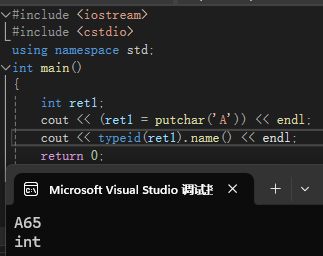 #include <iostream>
#include <cstdio>
using namespace std;
int main()
{
int ret1;
cout << (ret1 = putchar('A')) << endl;
cout << typeid(ret1).name() << endl;
return 0;
Microsoft Visual Studio 调试
A65
int